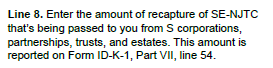 Line 8. Enter the amount of recapture of SE-NJTC
that's being passed to you from S corporations,
partnerships, trusts, and estates. This amount is
reported on Form ID-K-1, Part VII, line 54.